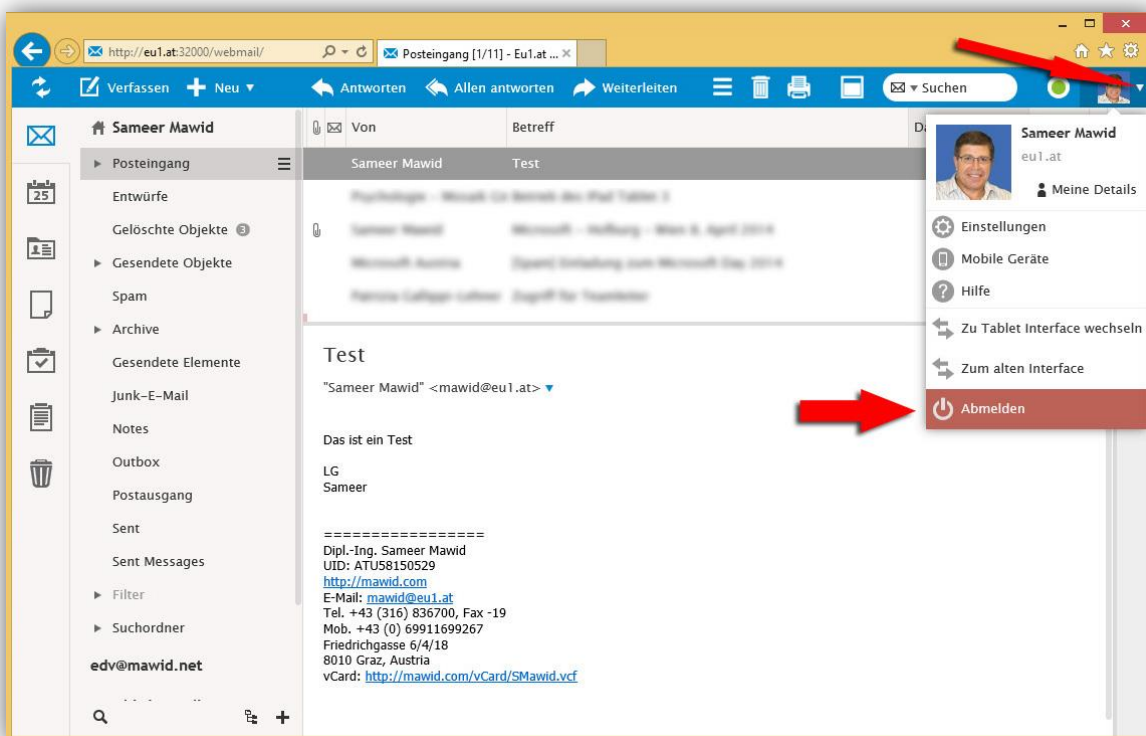 http://eu1.at:32000/webmail/
Posteingang [1/11] - Eu1.at ...
Verfassen Neu Antworten Allen antworten Weiterleiten Suchen
25
Sameer Mawid
Posteingang
Entwürfe
Gelöschte Objekte 3
Gesendete Objekte
Spam
Archive
Gesendete Elemente
Junk-E-Mail
Notes
Outbox
Postausgang
Sent
Sent Messages
Filter
Suchordner
edv@mawid.net
Von Betreff
Sameer Mawid Test
Test
"Sameer Mawid" <mawid@eu1.at>
Das ist ein Test
LG
Sameer
=================
Dipl.-Ing. Sameer Mawid
UID: ATU58150529
http://mawid.com
E-Mail: mawid@eu1.at
Tel. +43 (316) 836700, Fax -19
Mob. +43 (0) 69911699267
Friedrichgasse 6/4/18
8010 Graz, Austria
vCard: http://mawid.com/vCard/SMawid.vcf
Sameer Mawid
eu1.at
Meine Details
Einstellungen
Mobile Geräte
Hilfe
Zu Tablet Interface wechseln
Zum alten Interface
Abmelden